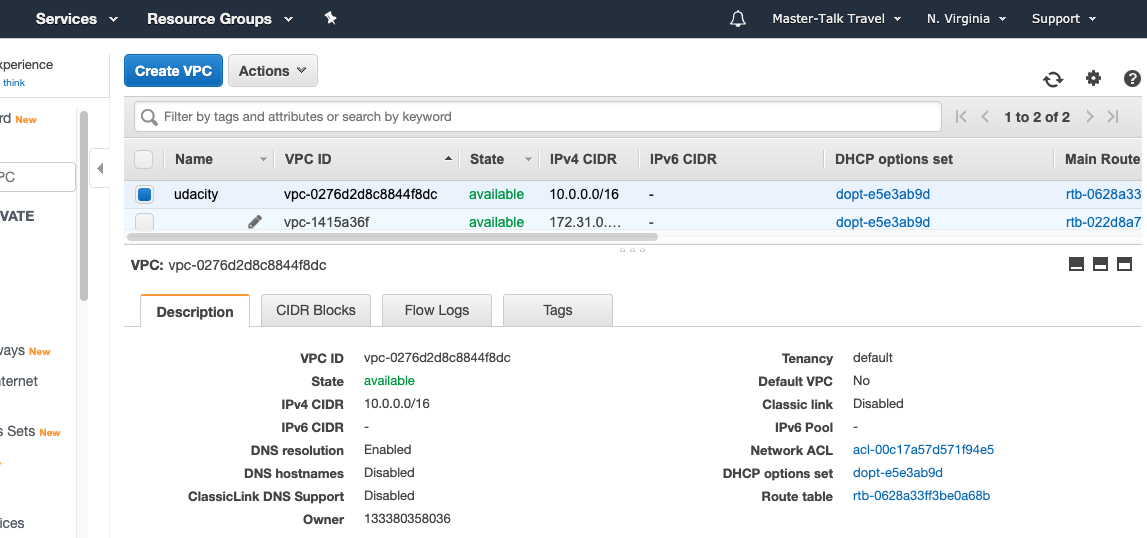 Services Resource Groups Master-Talk Travel N. Virginia Support
xperience
think
rd New
PC
VATE
ways New
nternet
s Sets New
ices
Create VPC Actions
Filter by tags and attributes or search by keyword 1 to 2 of 2
Name VPC ID State IPv4 CIDR IPv6 CIDR DHCP options set Main Route
udacity vpc-0276d2d8c8844f8dc available 10.0.0.0/16 - dopt-e5e3ab9d rtb-0628a33
vpc-1415a36f available 172.31.0.… - dopt-e5e3ab9d rtb-022d8a7
VPC: vpc-0276d2d8c8844f8dc
Description CIDR Blocks Flow Logs Tags
VPC ID vpc-0276d2d8c8844f8dc Tenancy default
State available Default VPC No
IPv4 CIDR 10.0.0.0/16 Classic link Disabled
IPv6 CIDR - IPv6 Pool -
DNS resolution Enabled Network ACL acl-00c17a57d571f94e5
DNS hostnames Disabled DHCP options set dopt-e5e3ab9d
ClassicLink DNS Support Disabled Route table rtb-0628a33ff3be0a68b
Owner 133380358036